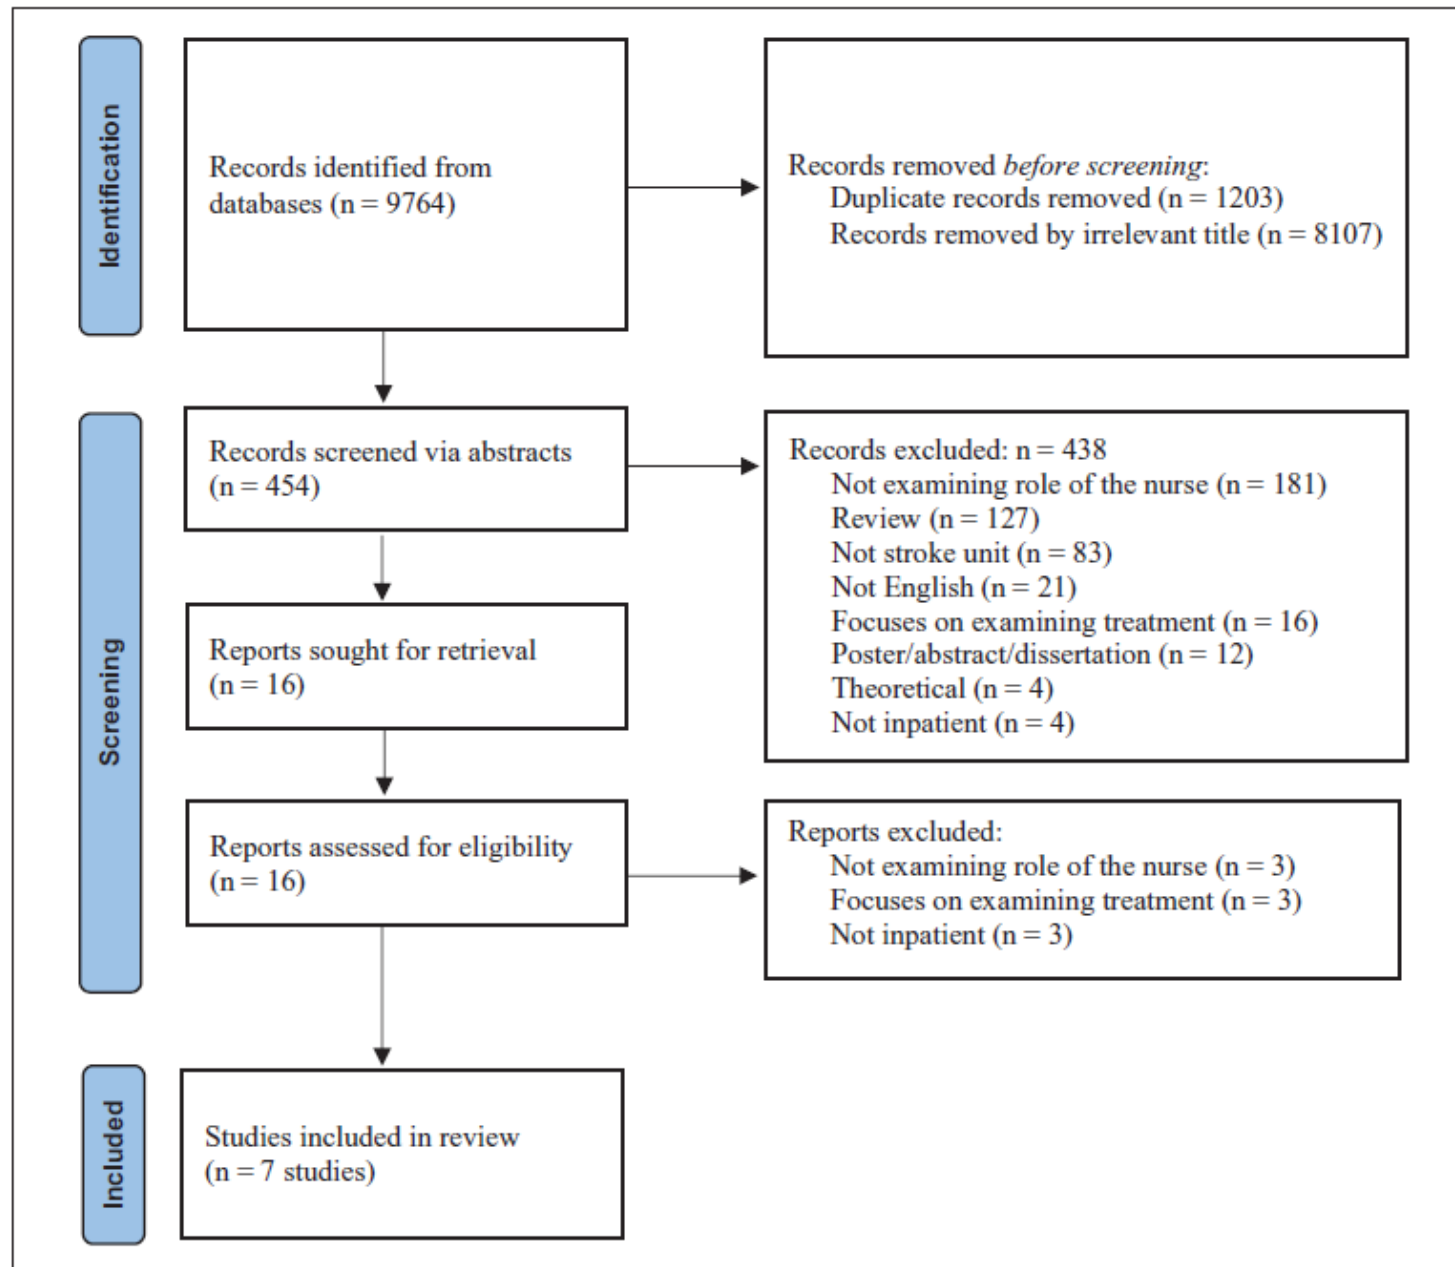 Identification
Records identified from
databases (n = 9764)
Records removed before screening:
Duplicate records removed (n = 1203)
Records removed by irrelevant title (n = 8107)
Screening
Records screened via abstracts
(n = 454)
Records excluded: n = 438
Not examining role of the nurse (n = 181)
Review (n = 127)
Not stroke unit (n = 83)
Not English (n = 21)
Focuses on examining treatment (n = 16)
Poster/abstract/dissertation (n = 12)
Theoretical (n = 4)
Not inpatient (n = 4)
Reports sought for retrieval
(n = 16)
Reports assessed for eligibility
(n = 16)
Reports excluded:
Not examining role of the nurse (n = 3)
Focuses on examining treatment (n = 3)
Not inpatient (n = 3)
Included
Studies included in review
(n = 7 studies)